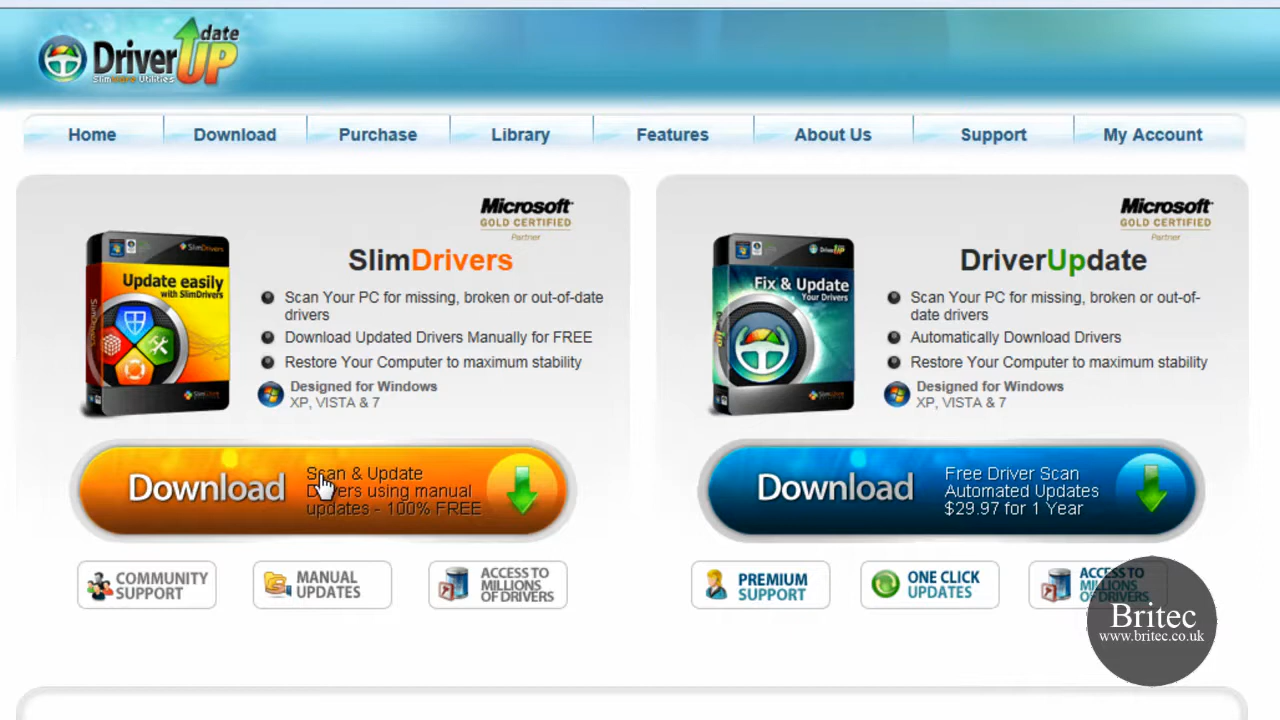 DriverUPdate
SlimWare Utilities
Home Download Purchase Library Features About Us Support My Account
Microsoft
GOLD CERTIFIED
Partner
SlimDrivers
Update easily
with SlimDrivers
SlimDrivers
Scan Your PC for missing, broken or out-of-date
drivers
Download Updated Drivers Manually for FREE
Restore Your Computer to maximum stability
Designed for Windows
XP, VISTA & 7
Download
Scan & Update
Drivers using manual
updates - 100% FREE
COMMUNITY
SUPPORT
MANUAL
UPDATES
ACCESS TO
MILLIONS
OF DRIVERS
Microsoft
GOLD CERTIFIED
Partner
Fix & Update
Your Drivers
DriverUpdate
Scan Your PC for missing, broken or out-of-
date drivers
Automatically Download Drivers
Restore Your Computer to maximum stability
Designed for Windows
XP, VISTA & 7
Download
Free Driver Scan
Automated Updates
$29.97 for 1 Year
PREMIUM
SUPPORT
ONE CLICK
UPDATES
ACCESS TO
MILLIONS
OF DRIVERS
Britec
www.britec.co.uk